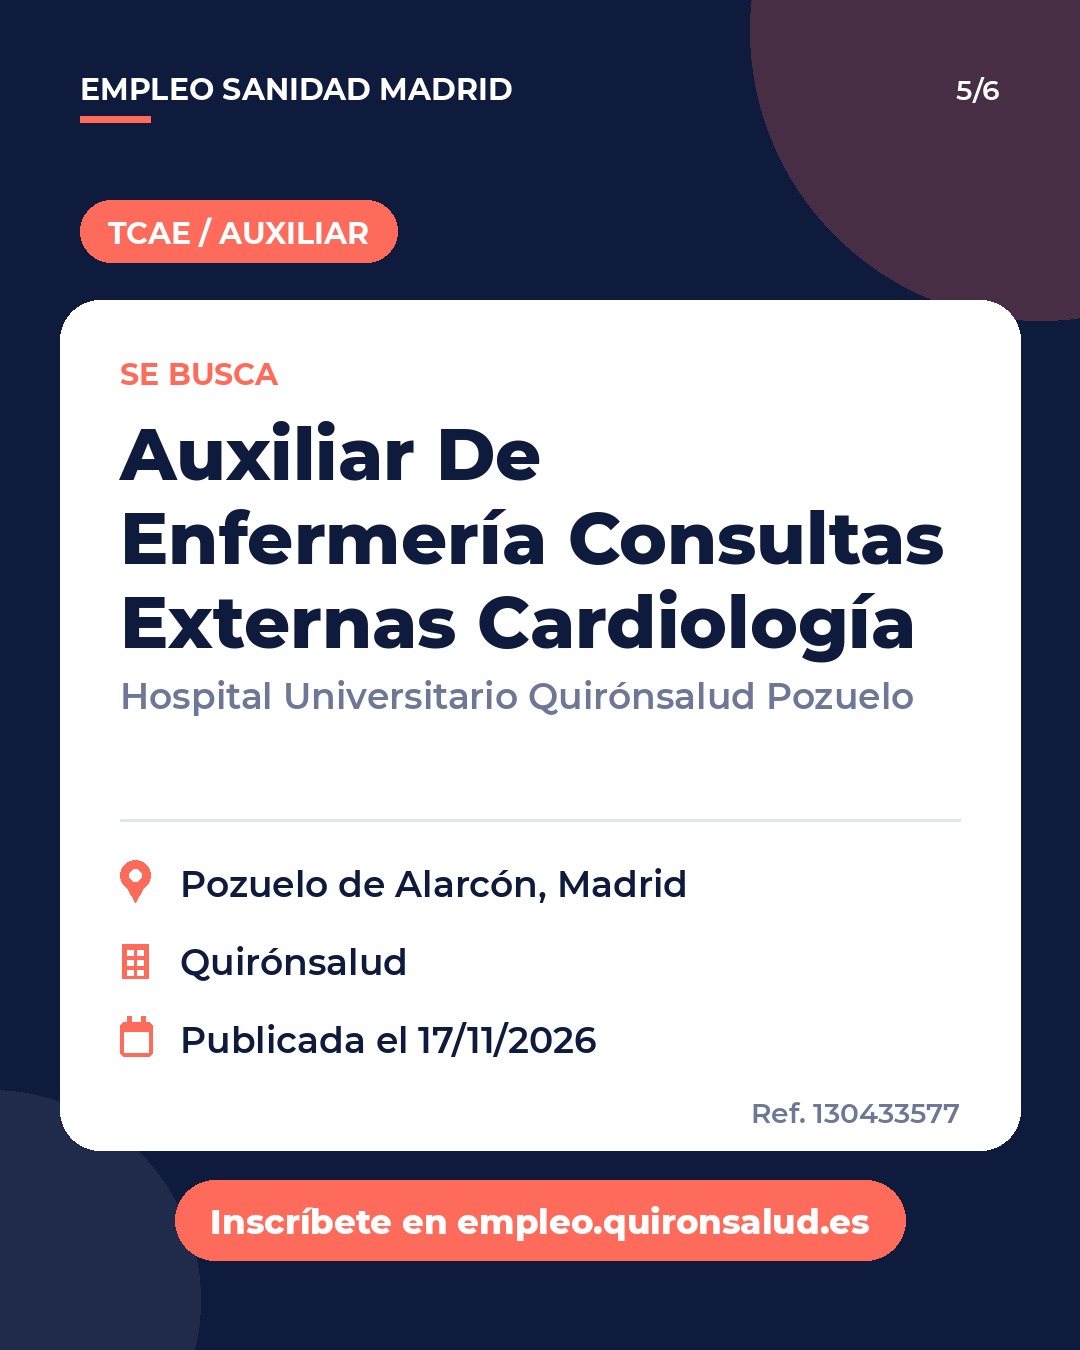 EMPLEO SANIDAD MADRID
5/6
TCAE / AUXILIAR
SE BUSCA
Auxiliar De
Enfermería Consultas
Externas Cardiología
Hospital Universitario Quirónsalud Pozuelo
Pozuelo de Alarcón, Madrid
Quirónsalud
Publicada el 17/11/2026
Ref. 130433577
Inscríbete en empleo.quironsalud.es